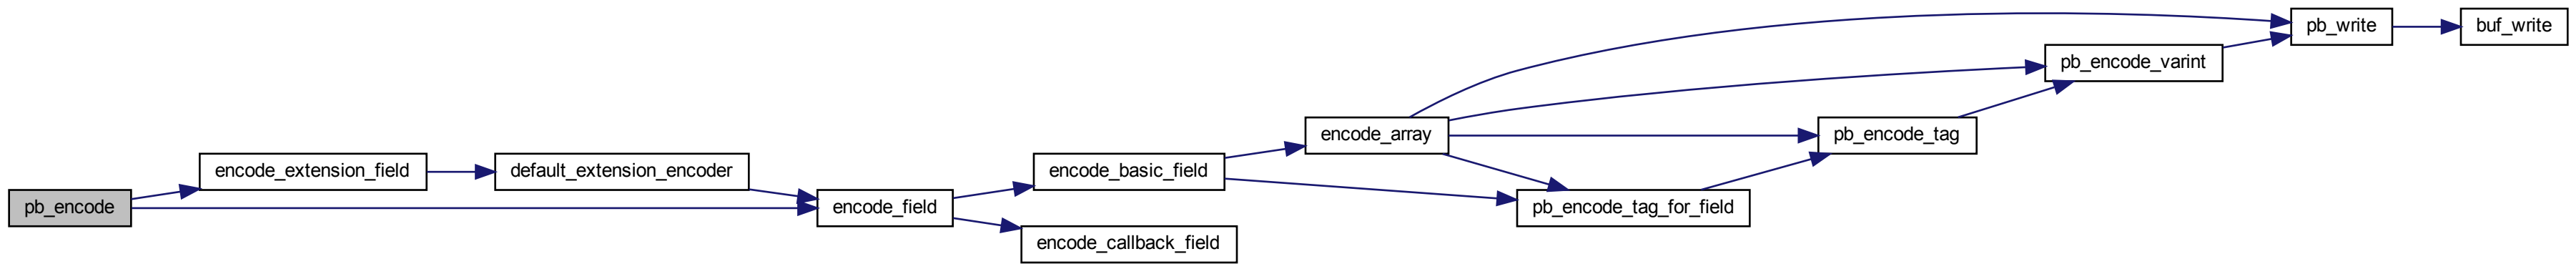 pb_encode
encode_extension_field
default_extension_encoder
encode_field
encode_basic_field
encode_callback_field
encode_array
pb_encode_tag_for_field
pb_encode_tag
pb_encode_varint
pb_write
buf_write